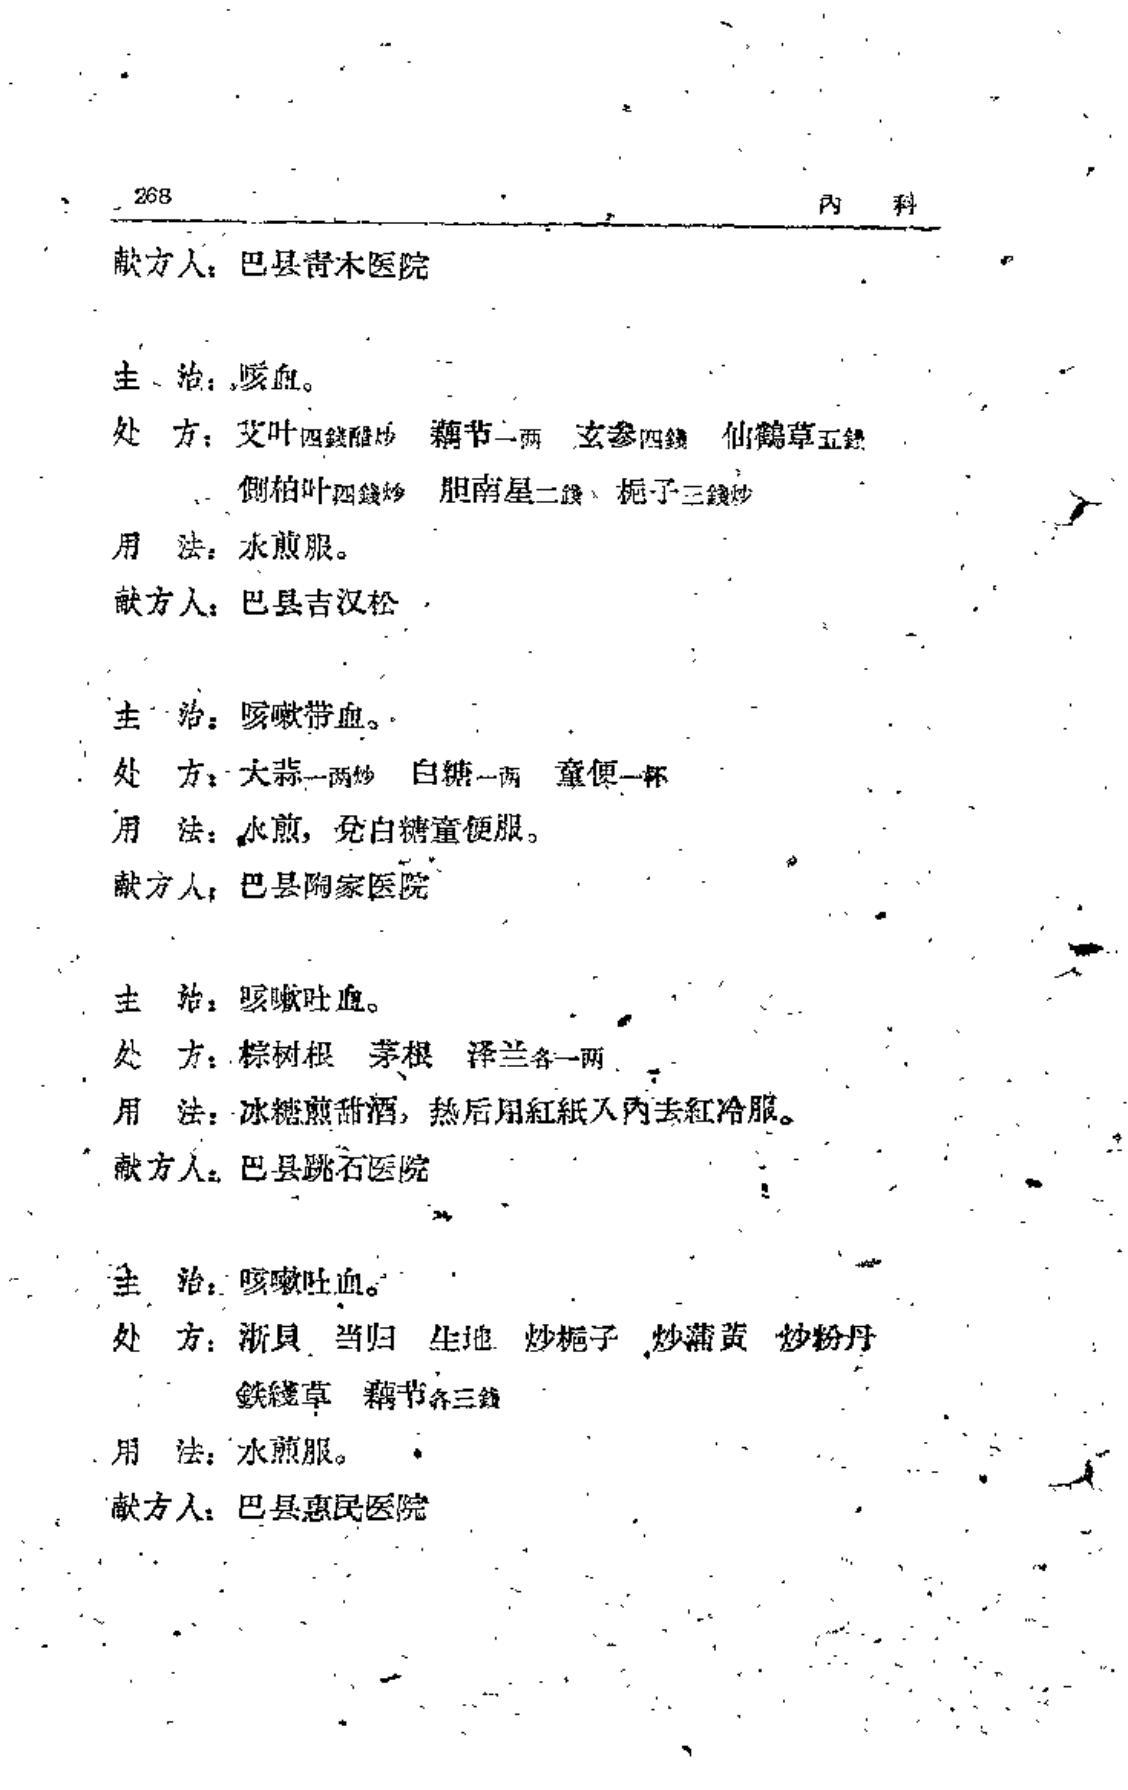 268 內 科
献方人：巴县青木医院
主 治：咳血。
处 方：艾叶四錢醋炒 藕节一两 玄参四錢 仙鶴草五錢
側柏叶四錢炒 胆南星二錢 栀子三錢炒
用 法：水煎服。
献方人：巴县吉汉松
主 治：咳嗽带血。
处 方：大蒜一两炒 白糖一两 童便一杯
用 法：水煎，兑白糖童便服。
献方人：巴县陶家医院
主 治：咳嗽吐血。
处 方：棕树根 茅根 泽兰各一两
用 法：冰糖煎甜酒，热后用紅紙入內去紅冷服。
献方人：巴县跳石医院
主 治：咳嗽吐血。
处 方：浙貝 当归 生地 炒栀子 炒蒲黃 炒粉丹
鉄綫草 藕节各三錢
用 法：水煎服。
献方人：巴县惠民医院